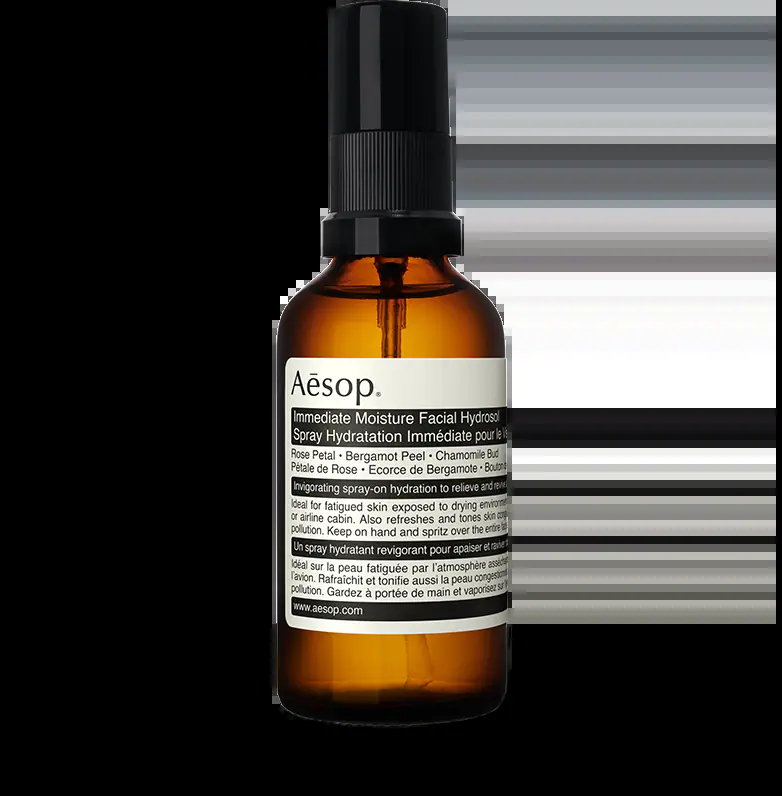 Aēsop®
Immediate Moisture Facial Hydrosol
Spray Hydratation Immédiate pour le
Rose Petal • Bergamot Peel • Chamomile Bud
Pétale de Rose • Ecorce de Bergamote •
Invigorating spray-on hydration to relieve and
Ideal for fatigued skin exposed to drying
or airline cabin. Also refreshes and tones skin
pollution. Keep on hand and spritz over the entire
Un spray hydratant revigorant pour apaiser et
Idéal sur la peau fatiguée par l'atmosphère
l'avion. Rafraîchit et tonifie aussi la peau
pollution. Gardez à portée de main et vaporisez sur
www.aesop.com